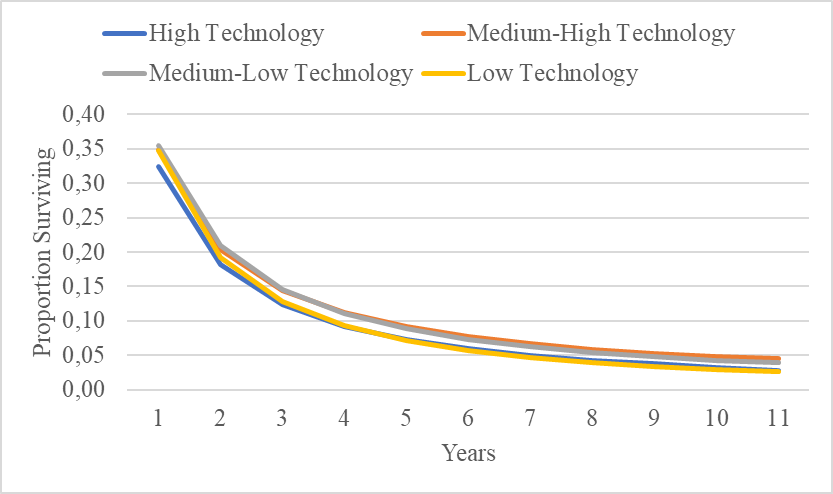 High Technology
Medium-High Technology
Medium-Low Technology
Low Technology
Proportion Surviving
0,40
0,35
0,30
0,25
0,20
0,15
0,10
0,05
0,00
1 2 3 4 5 6 7 8 9 10 11
Years